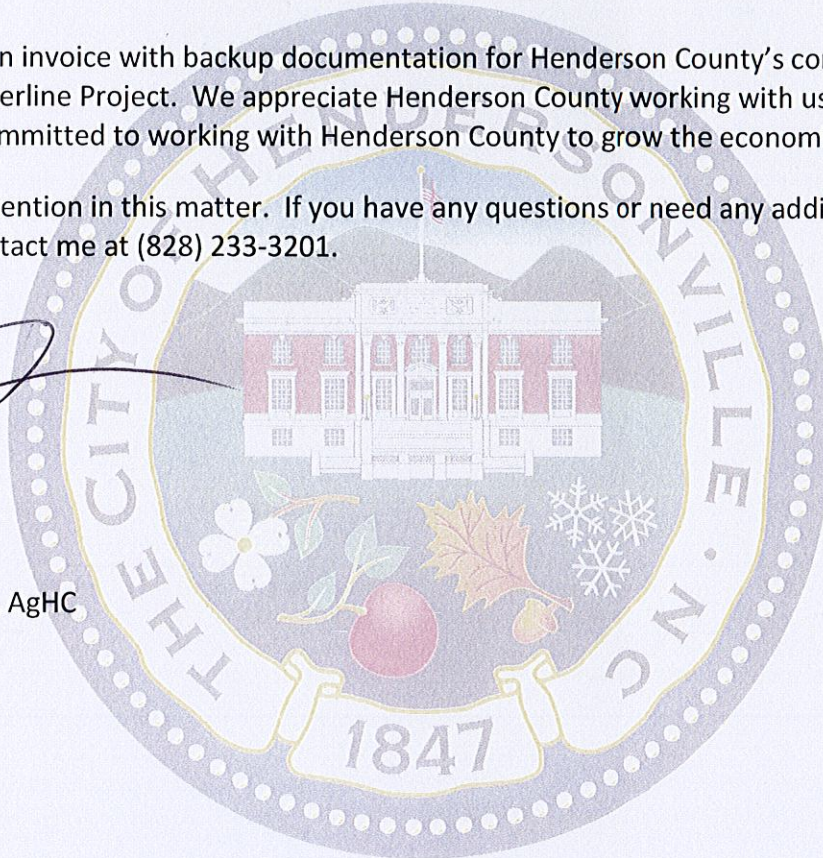 n invoice with backup documentation for Henderson County's co
erline Project. We appreciate Henderson County working with us
mmitted to working with Henderson County to grow the econom
ention in this matter. If you have any questions or need any addi
tact me at (828) 233-3201.
THE CITY OF HENDERSONVILLE • NC
AgHC
1847